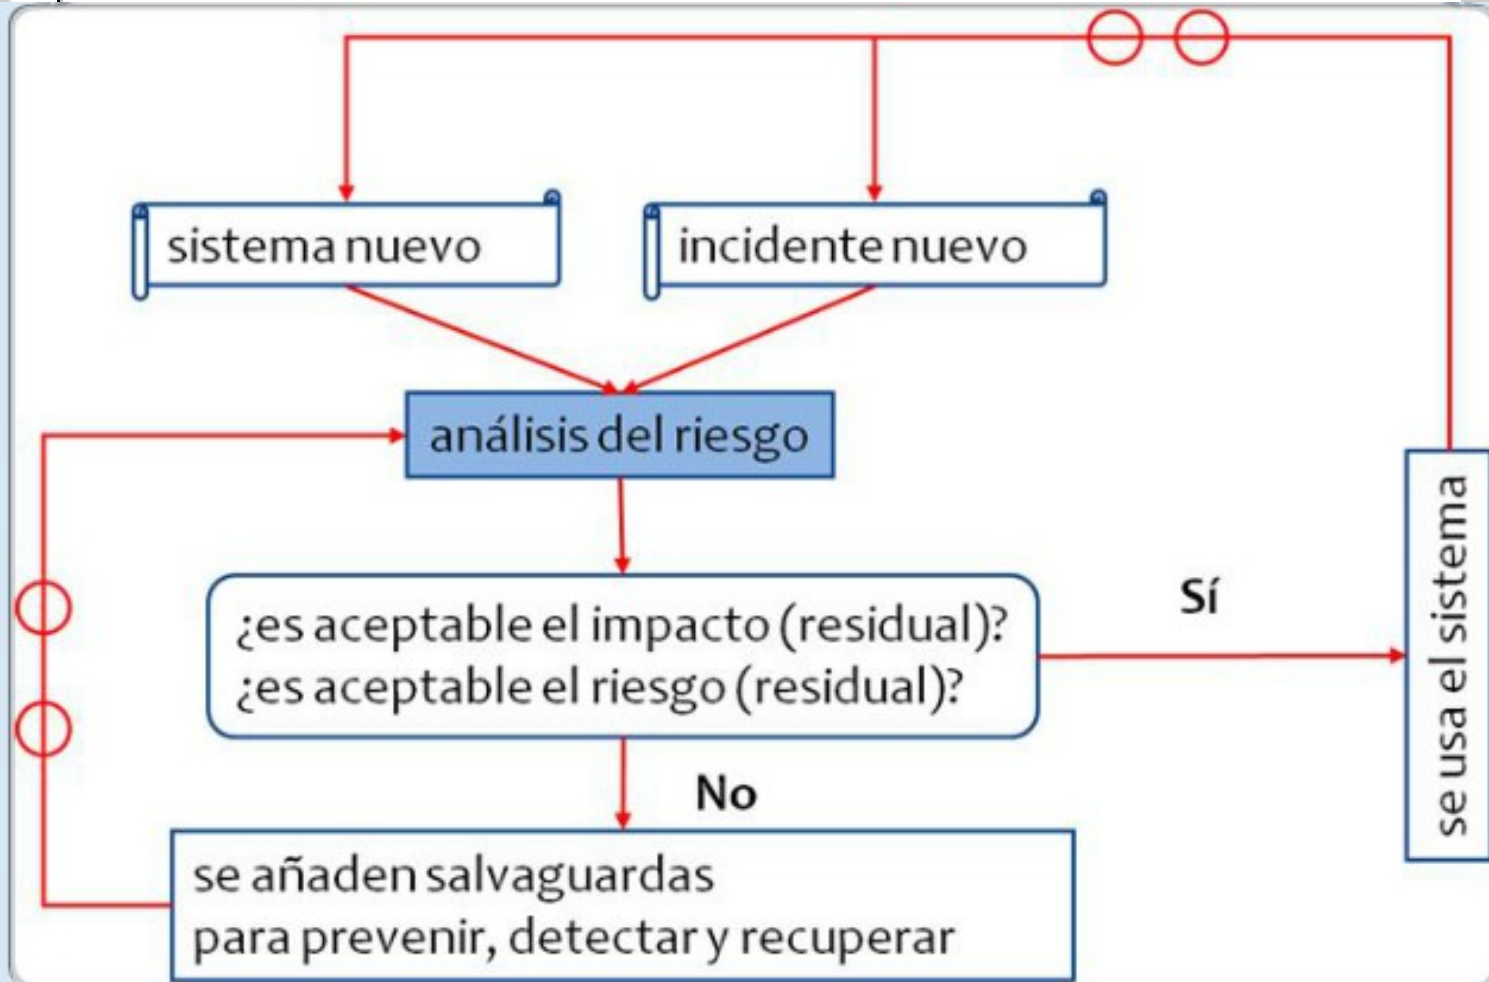 sistema nuevo
incidente nuevo
análisis del riesgo
¿es aceptable el impacto (residual)?
¿es aceptable el riesgo (residual)?
Sí
se usa el sistema
No
se añaden salvaguardas
para prevenir, detectar y recuperar